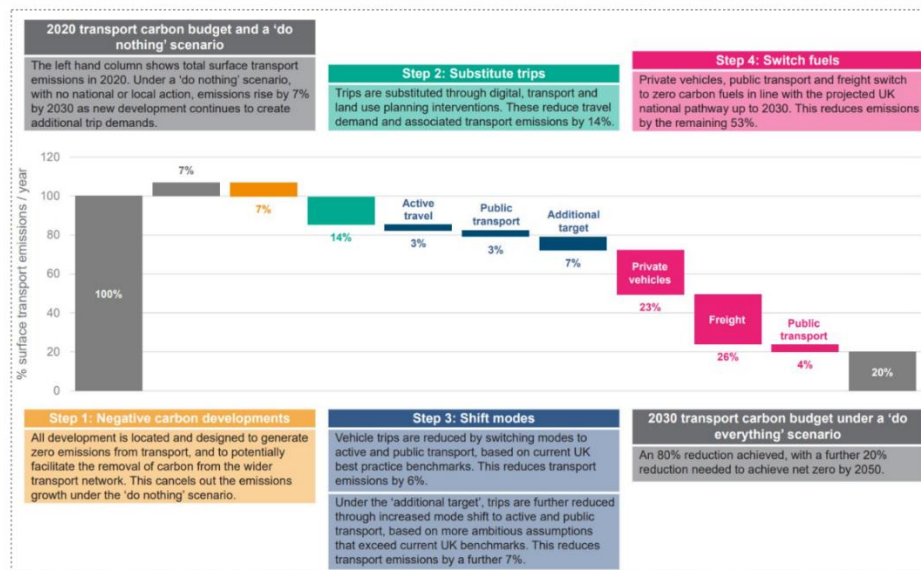 2020 transport carbon budget and a ‘do
nothing’ scenario
The left hand column shows total surface transport
emissions in 2020. Under a ‘do nothing’ scenario,
with no national or local action, emissions rise by 7%
by 2030 as new development continues to create
additional trip demands.
Step 2: Substitute trips
Trips are substituted through digital, transport and
land use planning interventions. These reduce travel
demand and associated transport emissions by 14%.
Step 4: Switch fuels
Private vehicles, public transport and freight switch
to zero carbon fuels in line with the projected UK
national pathway up to 2030. This reduces emissions
by the remaining 53%.
% surface transport emissions / year
120
100
80
60
40
20
0
100%
7%
7%
14%
Active
travel
3%
Public
transport
3%
Additional
target
7%
Private
vehicles
23%
Freight
26%
Public
transport
4%
20%
Step 1: Negative carbon developments
All development is located and designed to generate
zero emissions from transport, and to potentially
facilitate the removal of carbon from the wider
transport network. This cancels out the emissions
growth under the ‘do nothing’ scenario.
Step 3: Shift modes
Vehicle trips are reduced by switching modes to
active and public transport, based on current UK
best practice benchmarks. This reduces transport
emissions by 6%.
Under the ‘additional target’, trips are further reduced
through increased mode shift to active and public
transport, based on more ambitious assumptions
that exceed current UK benchmarks. This reduces
transport emissions by a further 7%.
2030 transport carbon budget under a ‘do
everything’ scenario
An 80% reduction achieved, with a further 20%
reduction needed to achieve net zero by 2050.